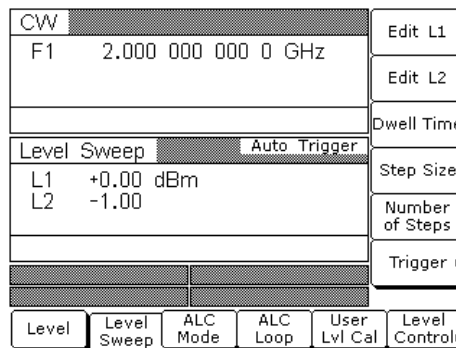 CW
F1 2.000 000 000 0 GHz
Level Sweep Auto Trigger
L1 +0.00 dBm
L2 -1.00
Edit L1
Edit L2
Dwell Time
Step Size
Number
of Steps
Trigger
Level
Level
Sweep
ALC
Mode
ALC
Loop
User
Lvl Cal
Level
Control